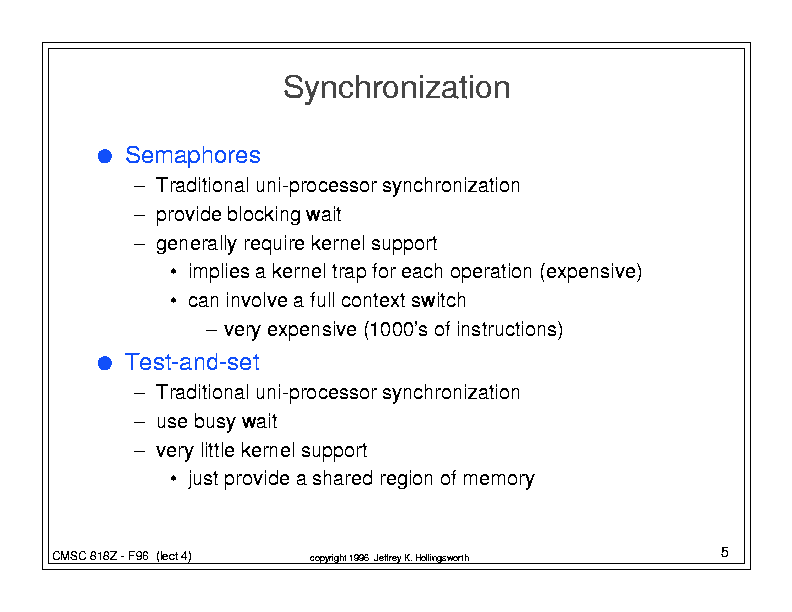 Synchronization
● Semaphores
– Traditional uni-processor synchronization
– provide blocking wait
– generally require kernel support
• implies a kernel trap for each operation (expensive)
• can involve a full context switch
– very expensive (1000's of instructions)
● Test-and-set
– Traditional uni-processor synchronization
– use busy wait
– very little kernel support
• just provide a shared region of memory
CMSC 818Z - F96 (lect 4)
copyright 1996 Jeffrey K. Hollingsworth
5